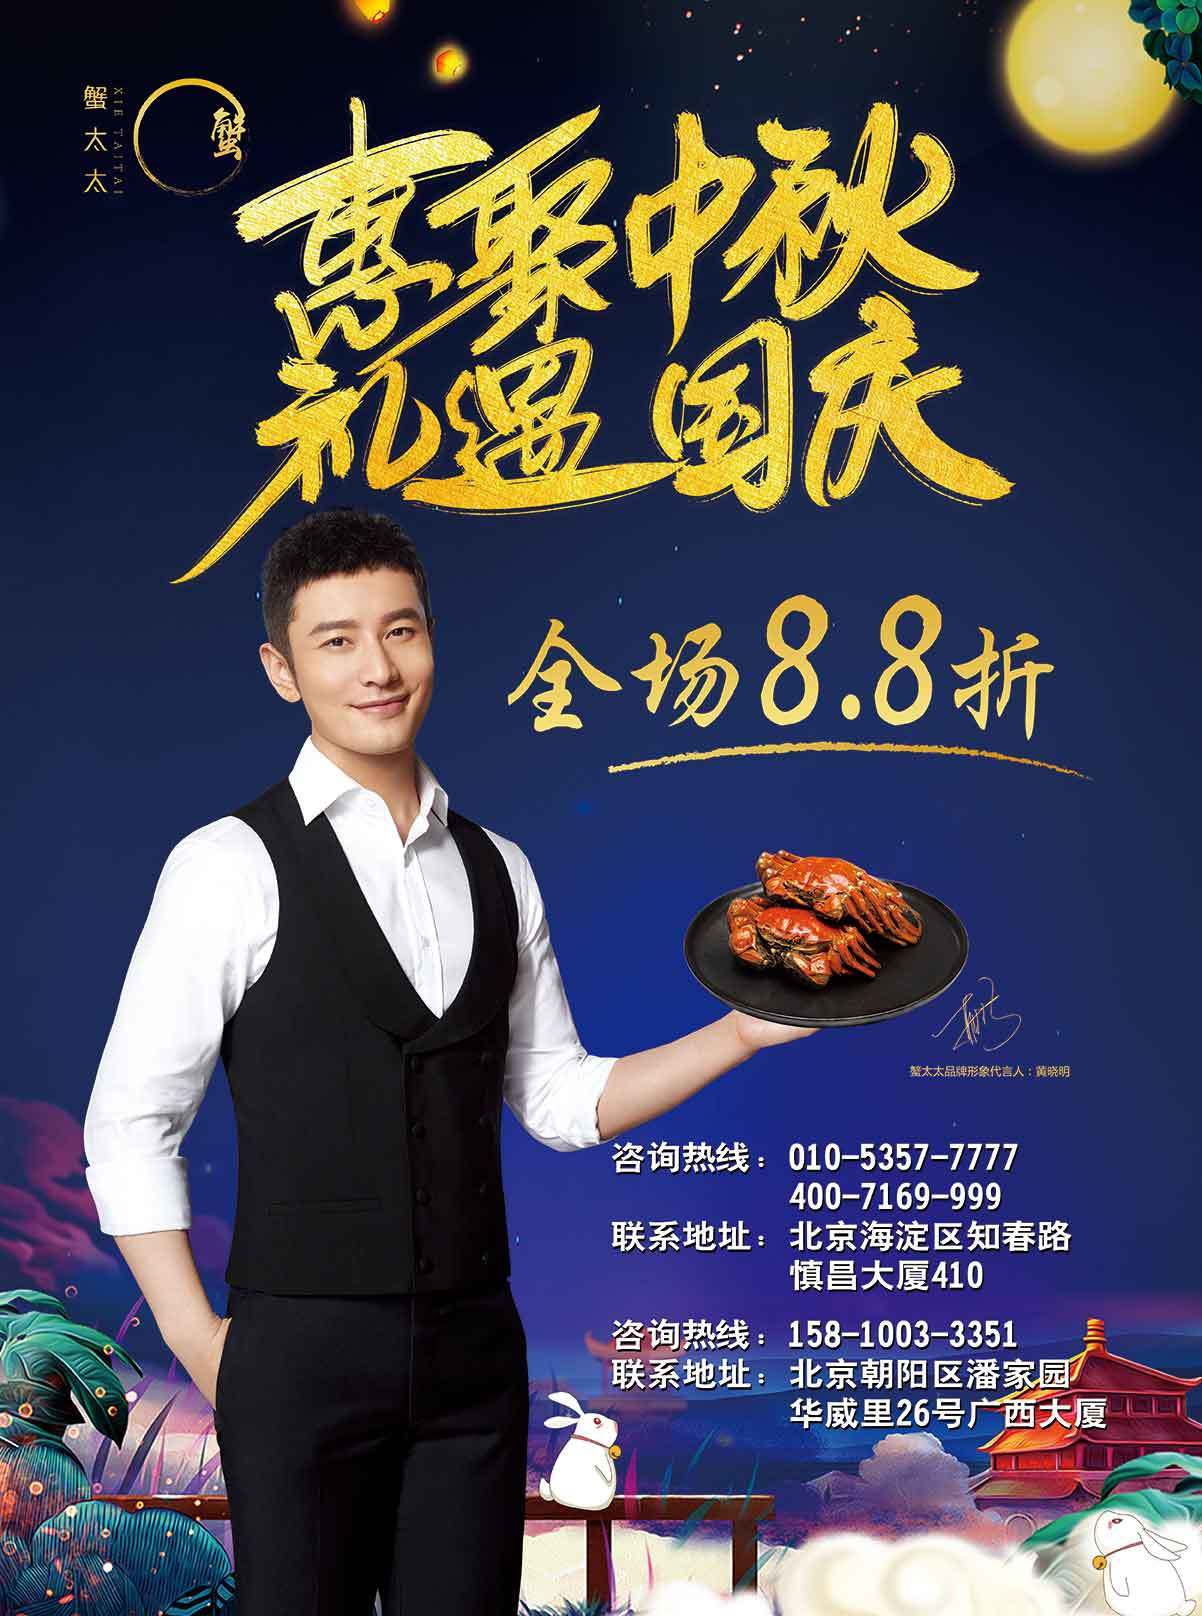 蟹太太
XIE TAITAI
蟹
惠聚中秋
礼遇国庆
全场8.8折
蟹太太品牌形象代言人：黄晓明
咨询热线：010-5357-7777
400-7169-999
联系地址：北京海淀区知春路
慎昌大厦410
咨询热线：158-1003-3351
联系地址：北京朝阳区潘家园
华威里26号广西大厦